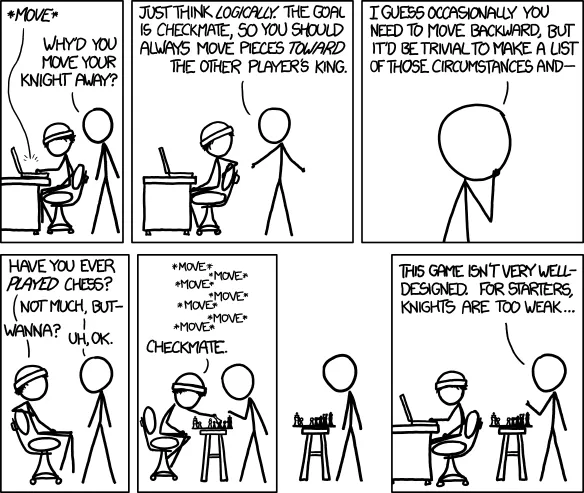 *MOVE*
WHY'D YOU
MOVE YOUR
KNIGHT AWAY?
JUST THINK LOGICALLY. THE GOAL
IS CHECKMATE, SO YOU SHOULD
ALWAYS MOVE PIECES TOWARD
THE OTHER PLAYER'S KING.
I GUESS OCCASIONALLY YOU
NEED TO MOVE BACKWARD, BUT
IT'D BE TRIVIAL TO MAKE A LIST
OF THOSE CIRCUMSTANCES AND—
HAVE YOU EVER
PLAYED CHESS?
NOT MUCH, BUT–
WANNA?
UH, OK.
*MOVE*
*MOVE*
*MOVE*
*MOVE*
*MOVE*
*MOVE*
*MOVE*
CHECKMATE.
THIS GAME ISN'T VERY WELL-
DESIGNED. FOR STARTERS,
KNIGHTS ARE TOO WEAK...